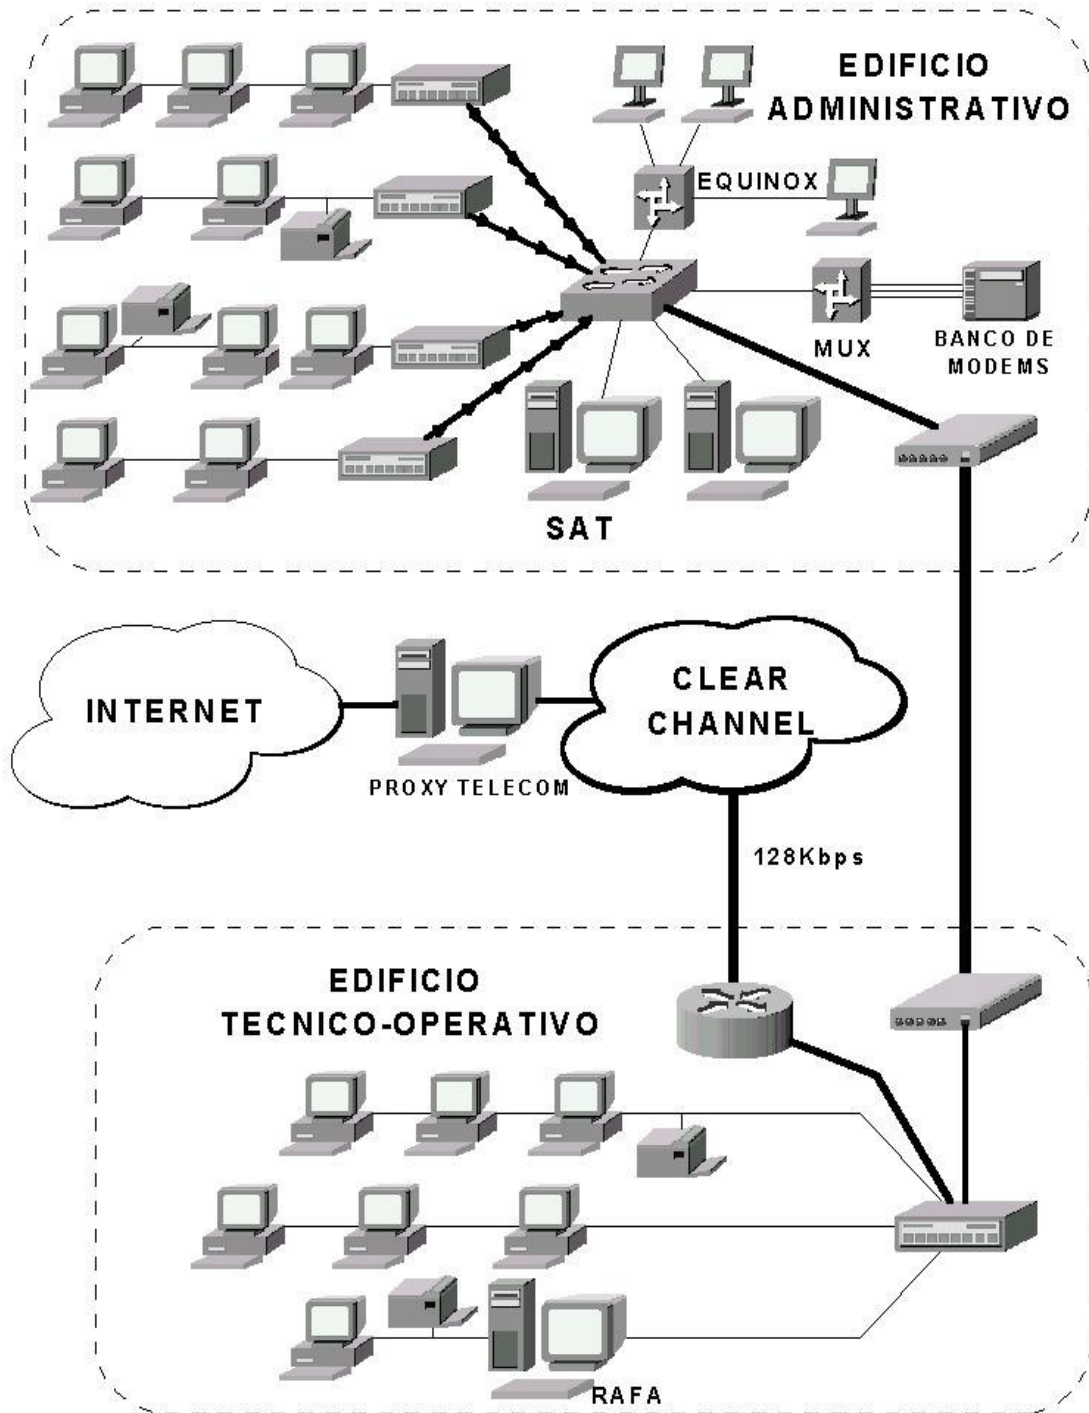 EDIFICIO
ADMINISTRATIVO
EQUINOX
MUX
BANCO DE
MODEMS
SAT
INTERNET
CLEAR
CHANNEL
PROXY TELECOM
128Kbps
EDIFICIO
TECNICO-OPERATIVO
RAFA